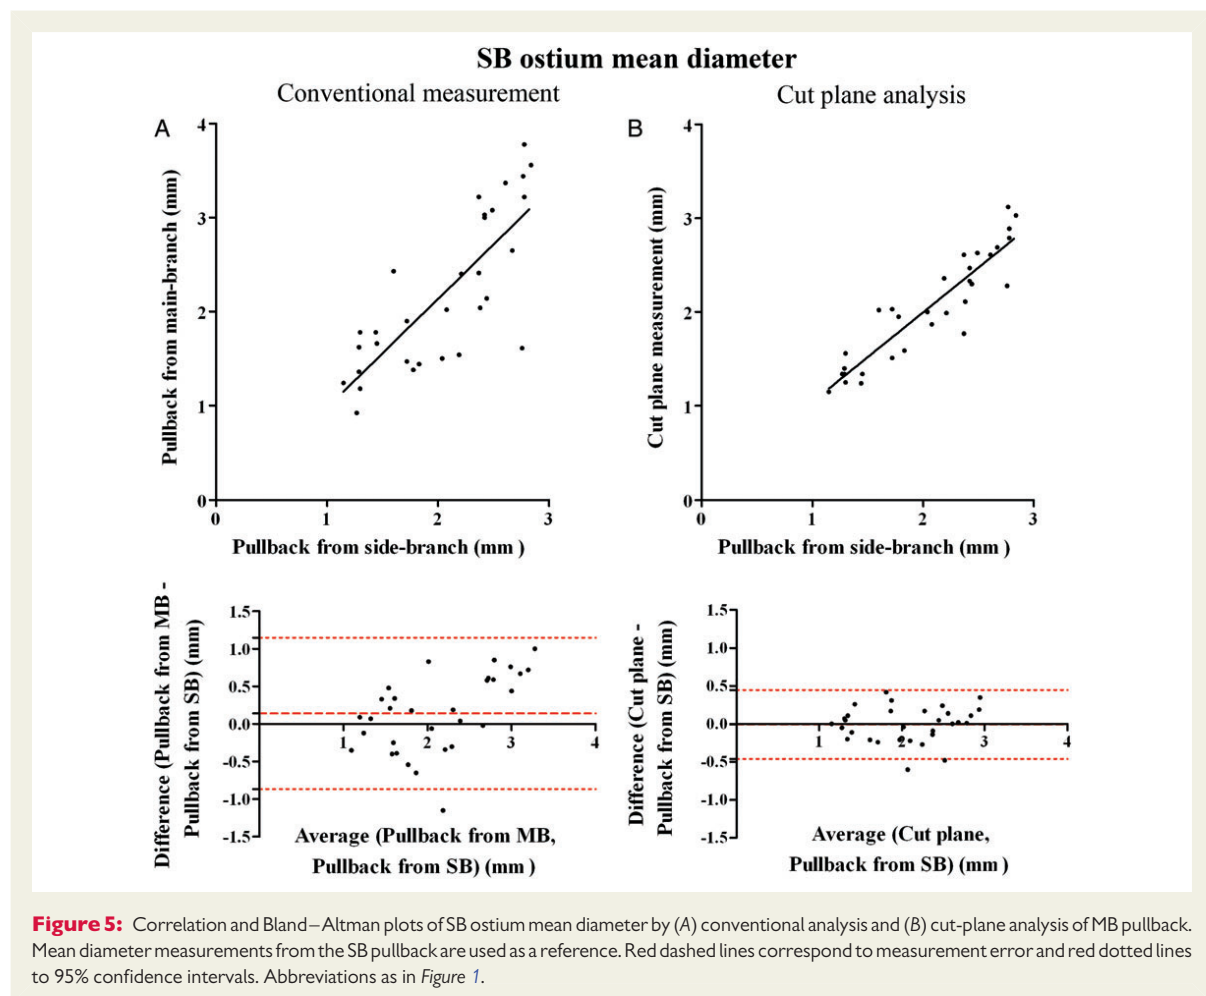 SB ostium mean diameter
Conventional measurement
Cut plane analysis
A
Pullback from main-branch (mm)
4
3
2
1
0
0 1 2 3
Pullback from side-branch (mm )
B
Cut plane measurement (mm)
4
3
2
1
0
0 1 2 3
Pullback from side-branch (mm )
Difference (Pullback from MB -
Pullback from SB) (mm)
1.5
1.0
0.5
0.0
-0.5
-1.0
-1.5
1 2 3 4
Average (Pullback from MB,
Pullback from SB) (mm )
Difference (Cut plane -
Pullback from SB) (mm)
1.5
1.0
0.5
0.0
-0.5
-1.0
-1.5
1 2 3 4
Average (Cut plane,
Pullback from SB) (mm )
Figure 5: Correlation and Bland–Altman plots of SB ostium mean diameter by (A) conventional analysis and (B) cut-plane analysis of MB pullback.
Mean diameter measurements from the SB pullback are used as a reference. Red dashed lines correspond to measurement error and red dotted lines
to 95% confidence intervals. Abbreviations as in Figure 1.